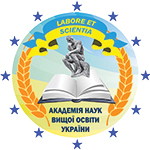 LABORE ET
SCIENTIA
АКАДЕМІЯ НАУК
ВИЩОЇ ОСВІТИ
УКРАЇНИ